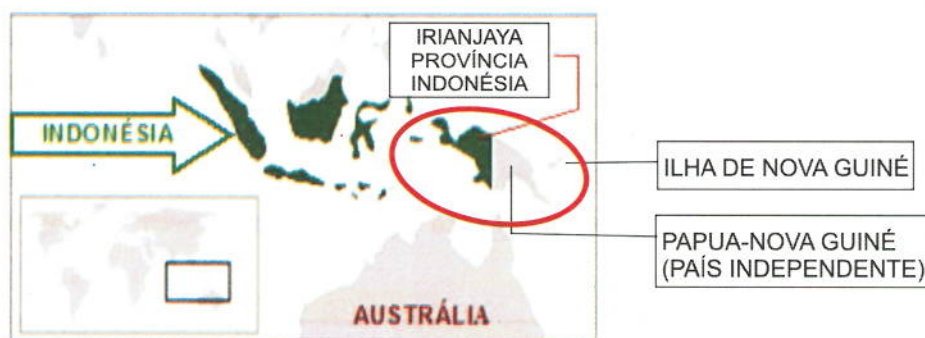 IRIANJAYA
PROVÍNCIA
INDONÉSIA
INDONÉSIA
ILHA DE NOVA GUINÉ
PAPUA-NOVA GUINÉ
(PAÍS INDEPENDENTE)
AUSTRÁLIA